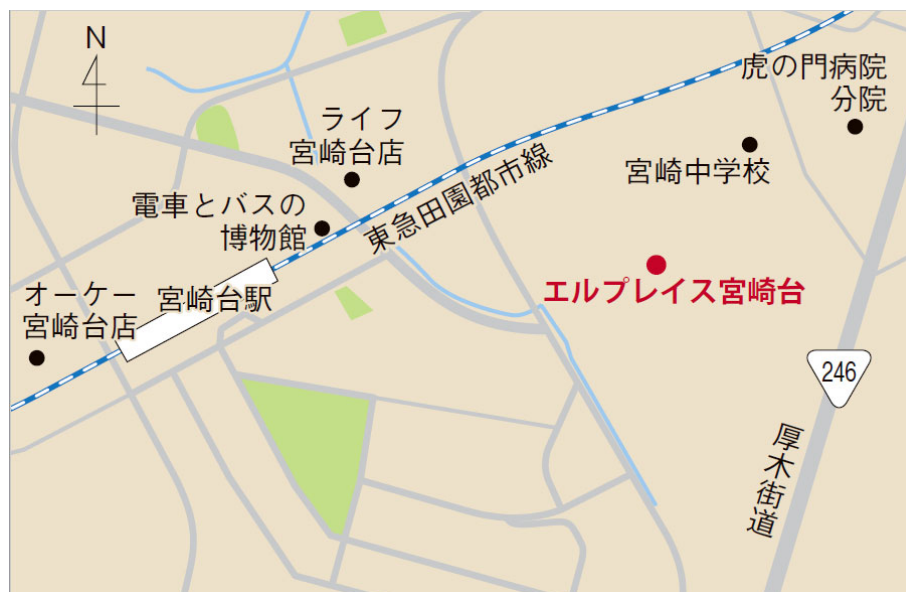 N
虎の門病院
分院
ライフ
宮崎台店
宮崎中学校
電車とバスの
博物館
東急田園都市線
オーケー
宮崎台店
宮崎台駅
エルプレイス宮崎台
246
厚木街道